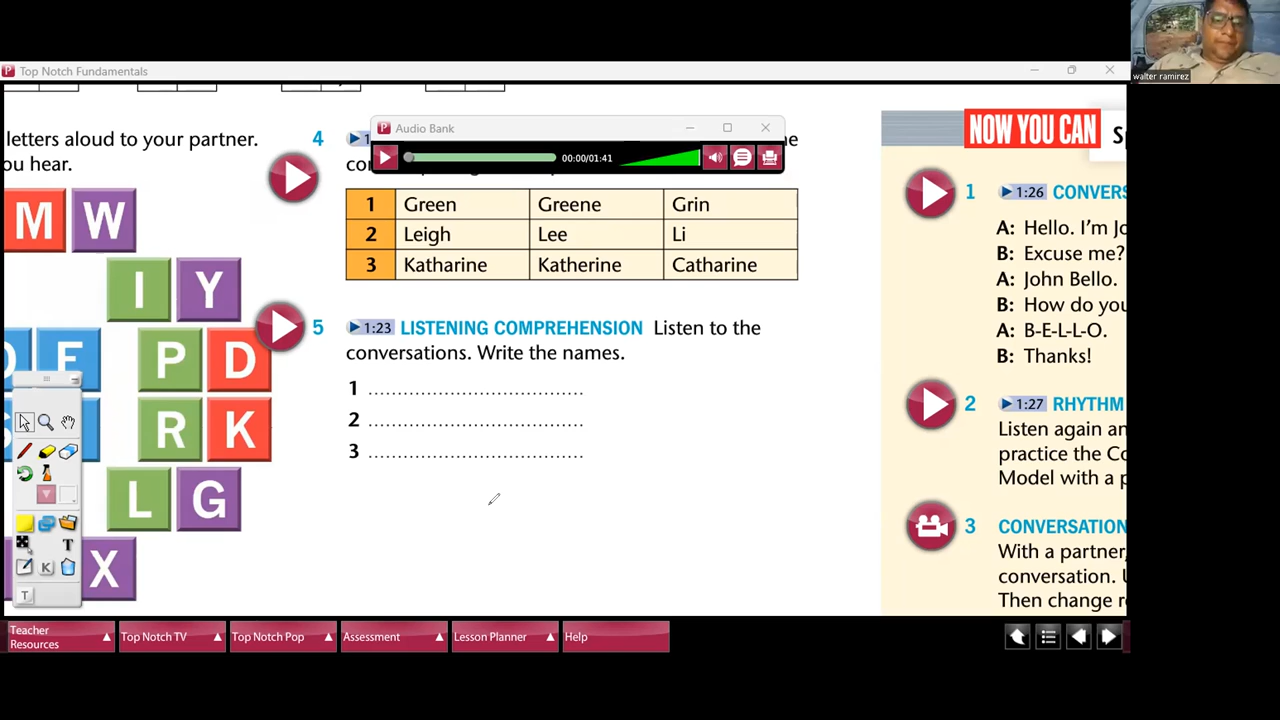 walter ramirez
Top Notch Fundamentals
letters aloud to your partner.
ou hear.
M W
I Y
F P D
R K
L G
X
4
Audio Bank
00:00/01:41
1 Green Greene Grin
2 Leigh Lee Li
3 Katharine Katherine Catharine
5 1:23 LISTENING COMPREHENSION Listen to the
conversations. Write the names.
1 ........................................
2 ........................................
3 ........................................
NOW YOU CAN
1 1:26 CONVERS
A: Hello. I'm Jo
B: Excuse me?
A: John Bello.
B: How do you
A: B-E-L-L-O.
B: Thanks!
2 1:27 RHYTHM
Listen again an
practice the Co
Model with a p
3 CONVERSATION
With a partner,
conversation. U
Then change r
T
K
T
Teacher
Resources
Top Notch TV
Top Notch Pop
Assessment
Lesson Planner
Help